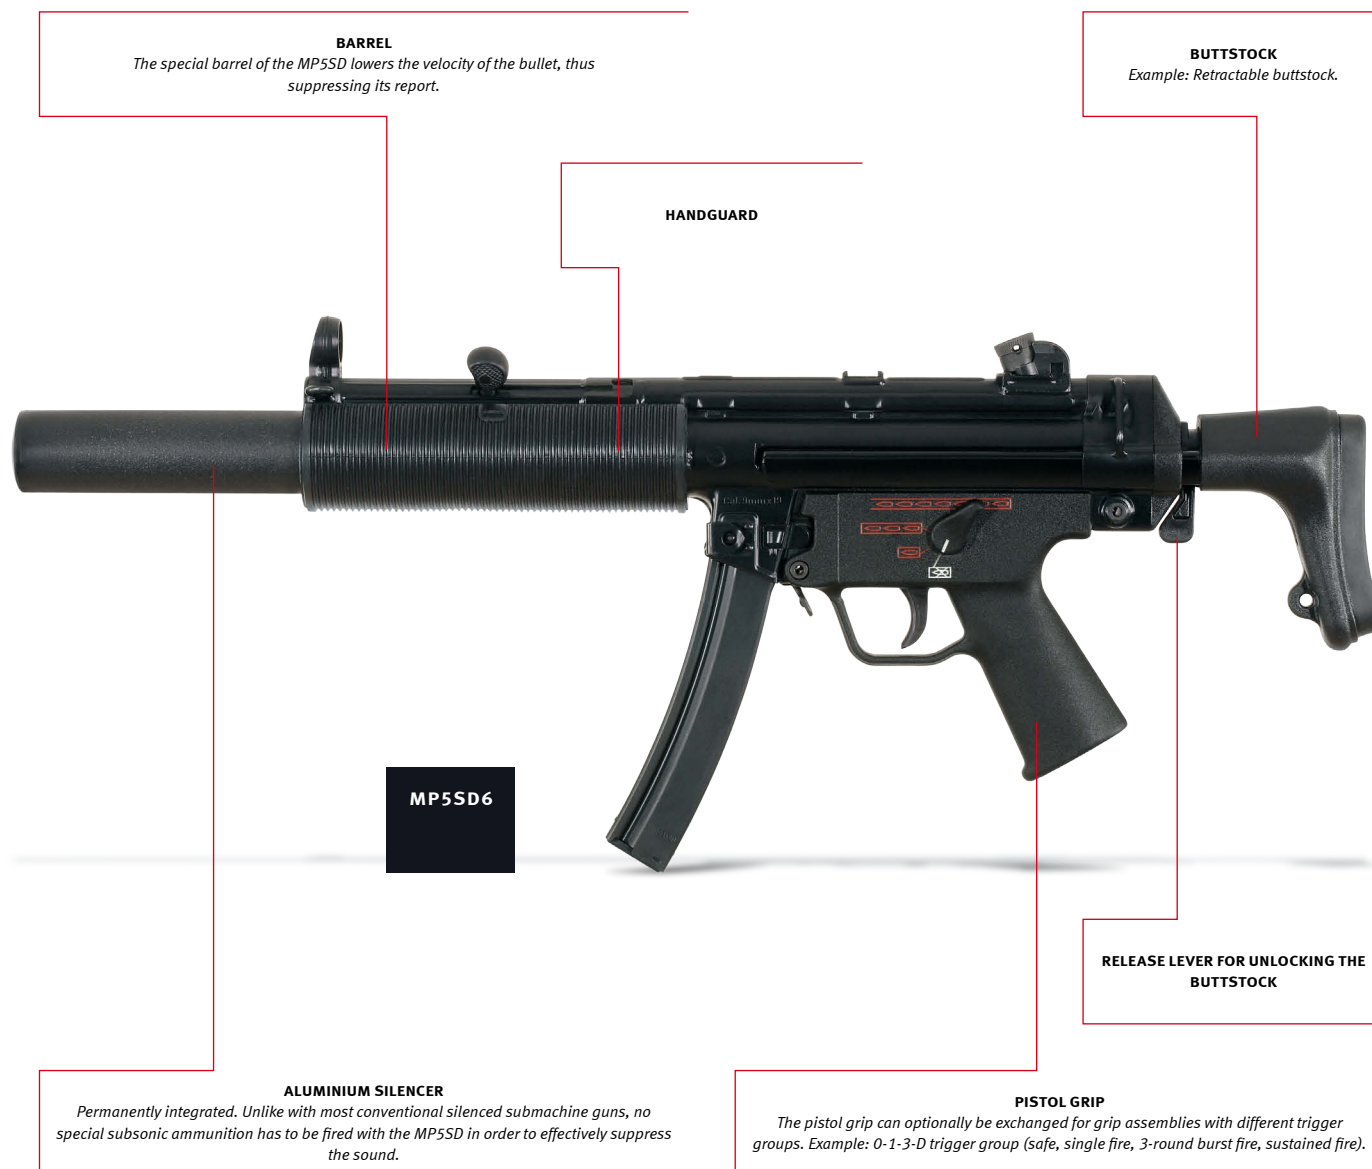 BARREL
The special barrel of the MP5SD lowers the velocity of the bullet, thus
suppressing its report.
BUTTSTOCK
Example: Retractable buttstock.
HANDGUARD
MP5SD6
RELEASE LEVER FOR UNLOCKING THE
BUTTSTOCK
ALUMINIUM SILENCER
Permanently integrated. Unlike with most conventional silenced submachine guns, no
special subsonic ammunition has to be fired with the MP5SD in order to effectively suppress
the sound.
PISTOL GRIP
The pistol grip can optionally be exchanged for grip assemblies with different trigger
groups. Example: 0-1-3-D trigger group (safe, single fire, 3-round burst fire, sustained fire).